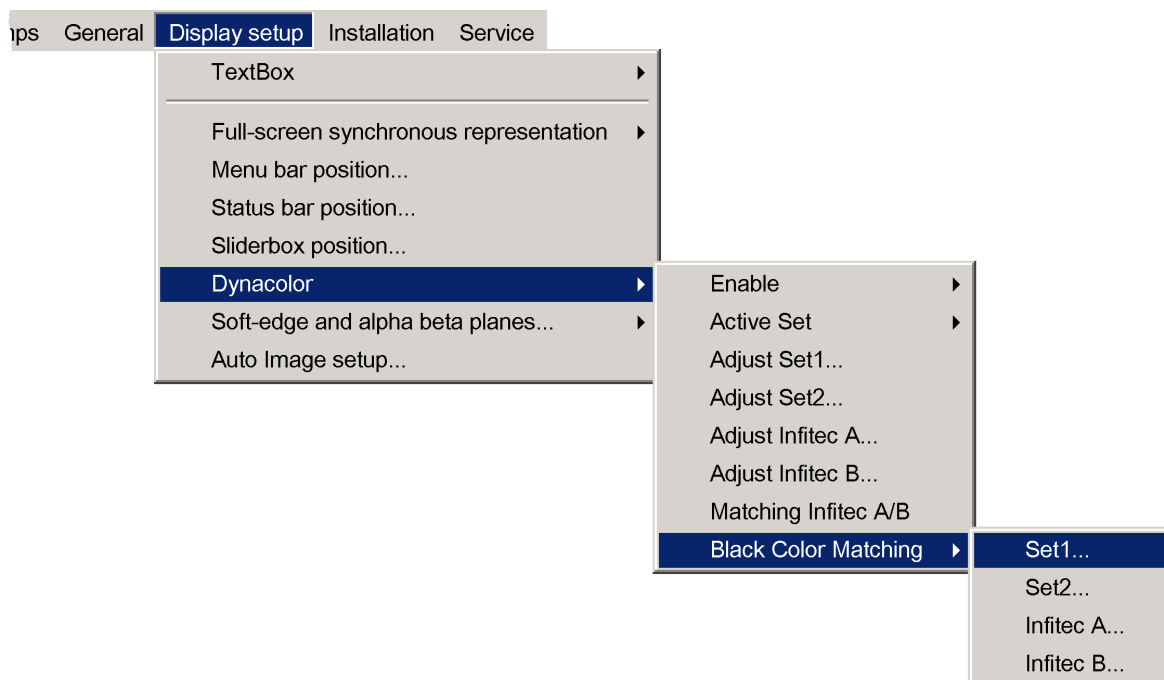 General Display setup Installation Service
TextBox
Full-screen synchronous representation
Menu bar position...
Status bar position...
Sliderbox position...
Dynacolor
Soft-edge and alpha beta planes...
Auto Image setup...
Enable
Active Set
Adjust Set1...
Adjust Set2...
Adjust Infitec A...
Adjust Infitec B...
Matching Infitec A/B
Black Color Matching
Set1...
Set2...
Infitec A...
Infitec B...